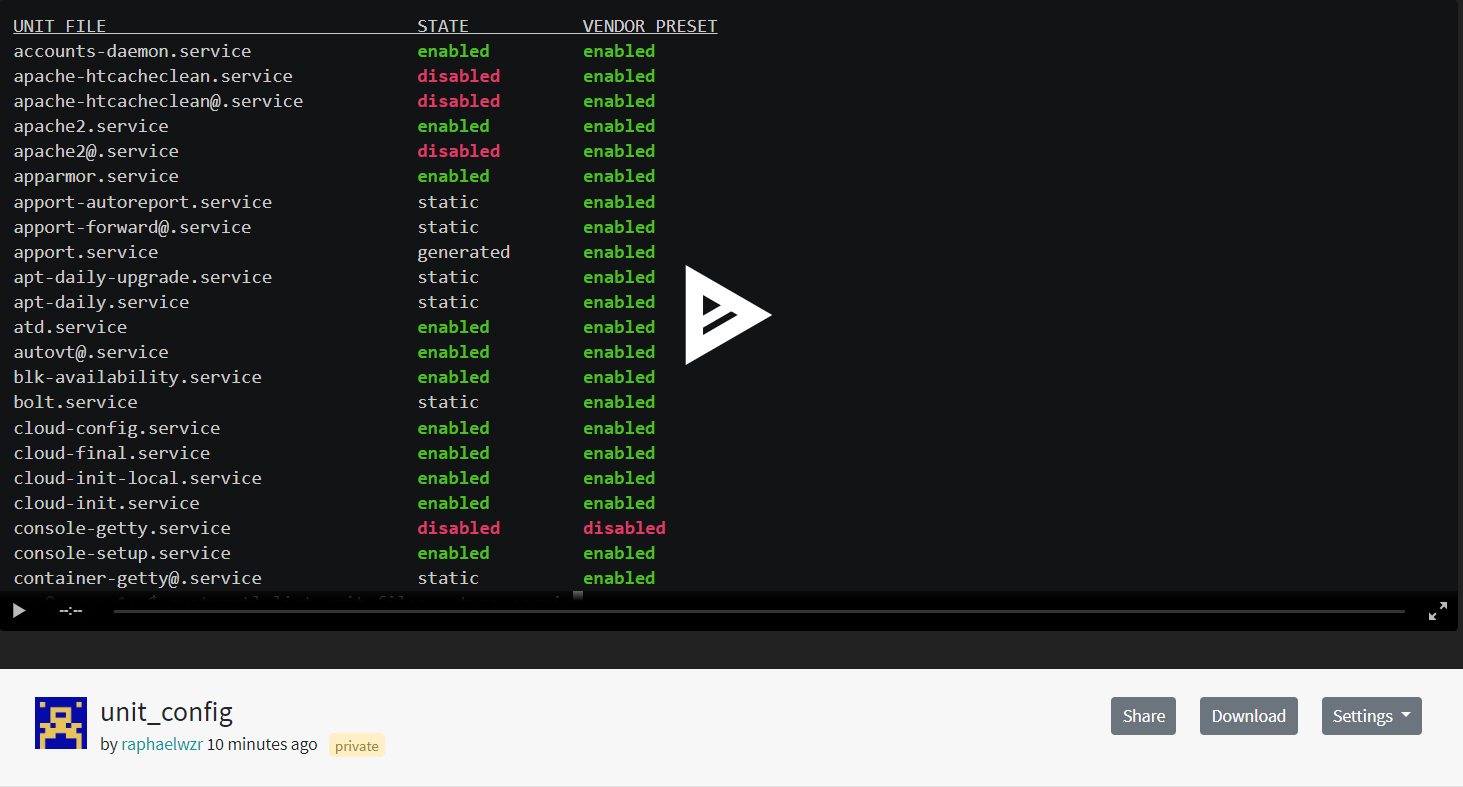 UNIT FILE STATE VENDOR PRESET
accounts-daemon.service enabled enabled
apache-htcacheclean.service disabled enabled
apache-htcacheclean@.service disabled enabled
apache2.service enabled enabled
apache2@.service disabled enabled
apparmor.service enabled enabled
apport-autoreport.service static enabled
apport-forward@.service static enabled
apport.service generated enabled
apt-daily-upgrade.service static enabled
apt-daily.service static enabled
atd.service enabled enabled
autovt@.service enabled enabled
blk-availability.service enabled enabled
bolt.service static enabled
cloud-config.service enabled enabled
cloud-final.service enabled enabled
cloud-init-local.service enabled enabled
cloud-init.service enabled enabled
console-getty.service disabled disabled
console-setup.service enabled enabled
container-getty@.service static enabled
--:--
unit_config
by raphaelwzr 10 minutes ago private
Share Download Settings